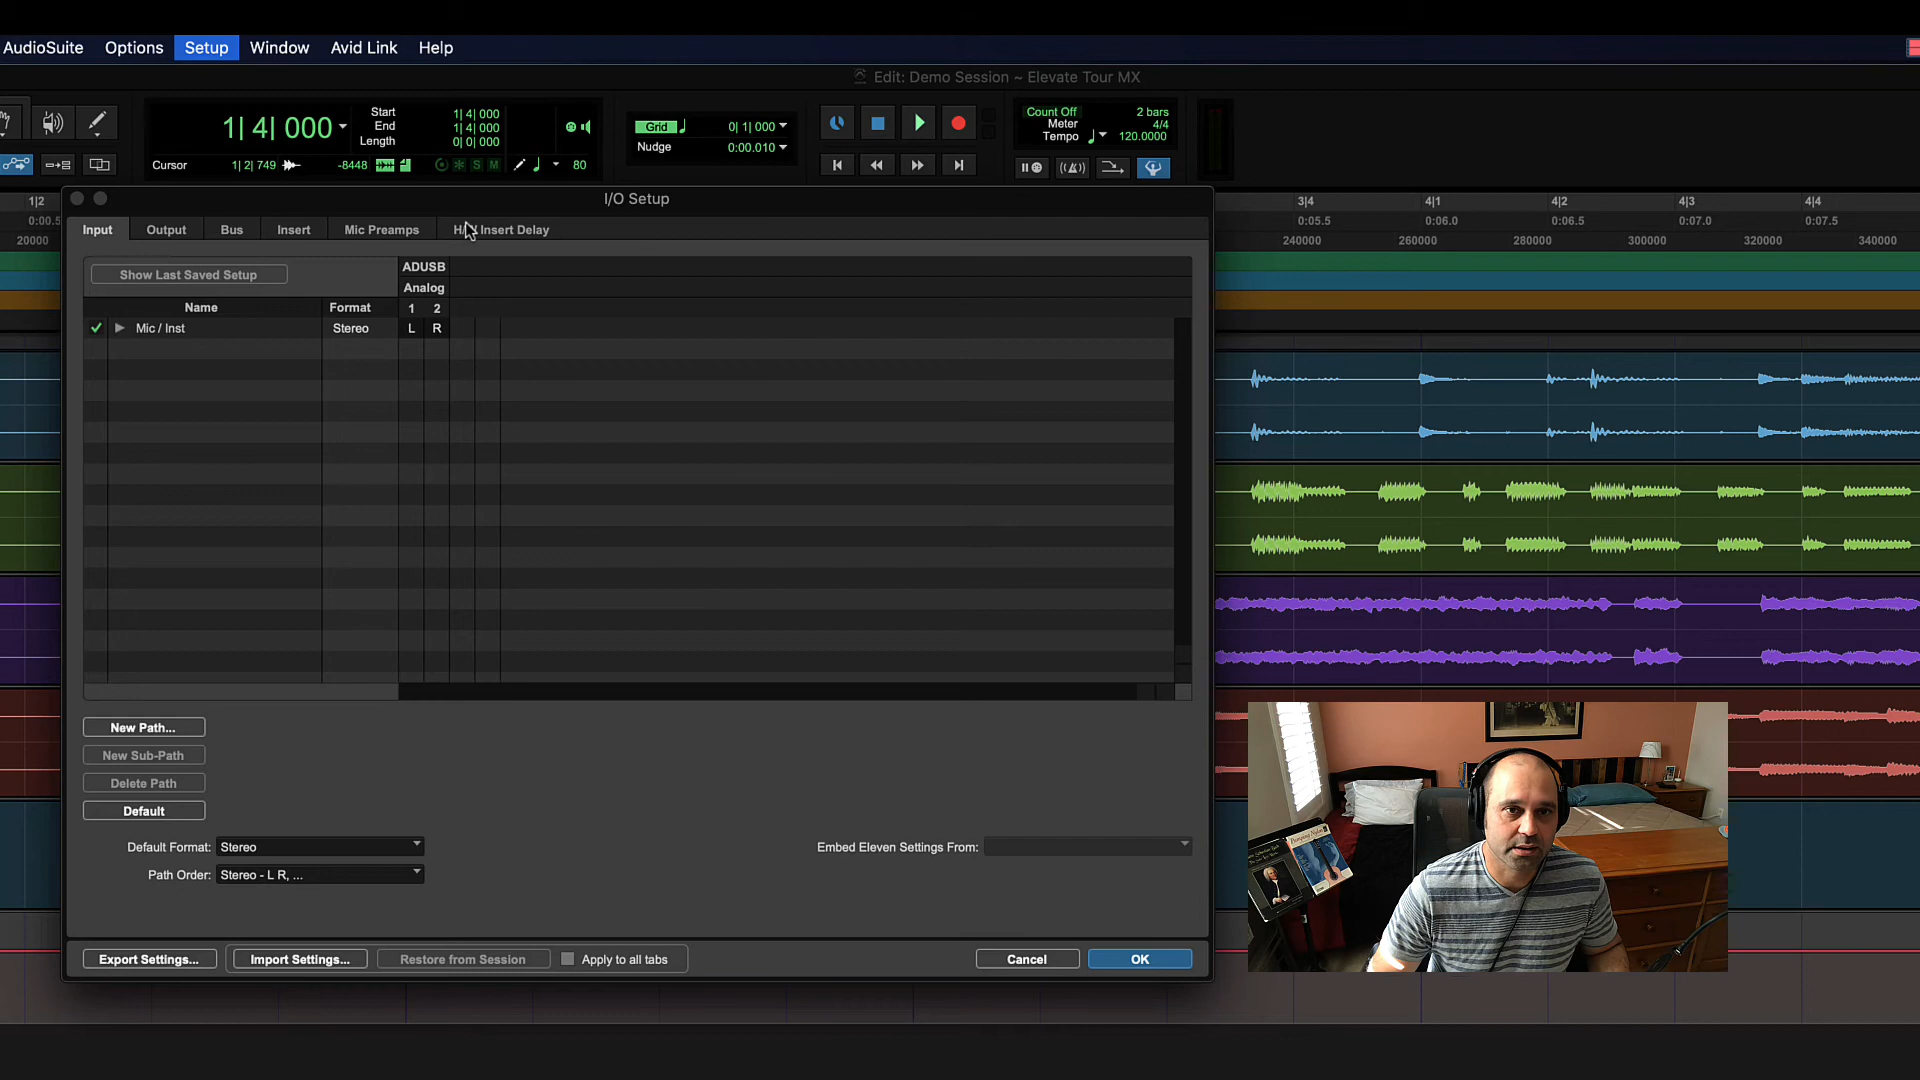 AudioSuite Options Setup Window Avid Link Help
Edit: Demo Session ~ Elevate Tour MX
1| 4| 000
Start 1| 4| 000
End 1| 4| 000
Length 0| 0| 000
Cursor 1| 2| 749 -8448 S M 80
Grid 0| 1| 000
Nudge 0:00.010
Count Off 2 bars
Meter 4/4
Tempo 120.0000
I/O Setup
1|2 3|4 4|1 4|2 4|3 4|4
0:00.5 0:05.5 0:06.0 0:06.5 0:07.0 0:07.5
20000 240000 260000 280000 300000 320000 340000
Input Output Bus Insert Mic Preamps Insert Delay
Show Last Saved Setup
ADUSB
Analog
Name Format 1 2
Mic / Inst Stereo L R
New Path...
New Sub-Path
Delete Path
Default
Default Format: Stereo
Path Order: Stereo - L R, ...
Embed Eleven Settings From:
Export Settings... Import Settings... Restore from Session Apply to all tabs Cancel OK